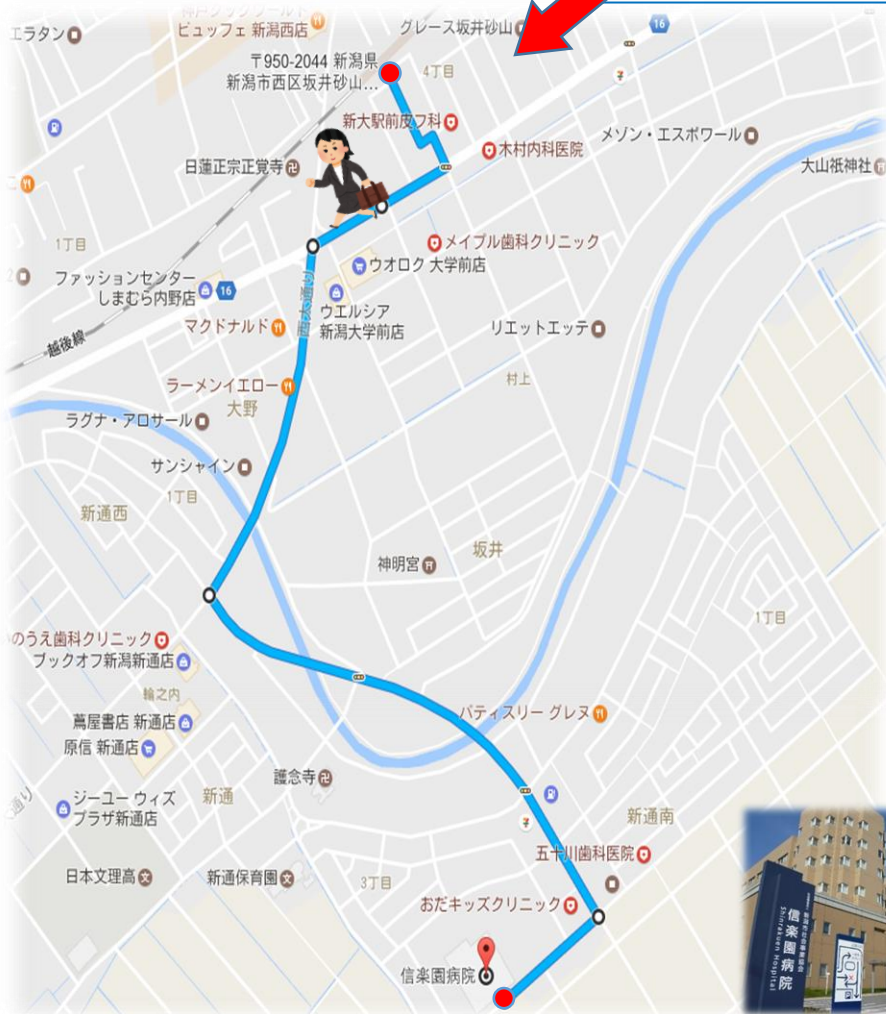 エラタン
ビュッフェ 新潟西店
グレース坂井砂山
16
〒950-2044 新潟県
新潟市西区坂井砂山...
4丁目
新大駅前皮フ科
木村内科医院
メゾン・エスポワール
日蓮正宗正覚寺
大山祇神社
1丁目
メイプル歯科クリニック
ウオロク 大学前店
ファッションセンター
しまむら内野店
16
西大通り
ウエルシア
新潟大学前店
マクドナルド
リエットエッテ
越後線
ラーメンイエロー
村上
大野
ラグナ・アロサール
サンシャイン
1丁目
新通西
坂井
神明宮
1丁目
のうえ歯科クリニック
ブックオフ新潟新通店
輪之内
パティスリー グレヌ
蔦屋書店 新通店
原信 新通店
護念寺
ジーユー ウィズ
プラザ新通店
新通
新通南
五十川歯科医院
日本文理高
新通保育園
3丁目
おだキッズクリニック
信楽園病院
信楽園病院
Shinrakuen Hospital